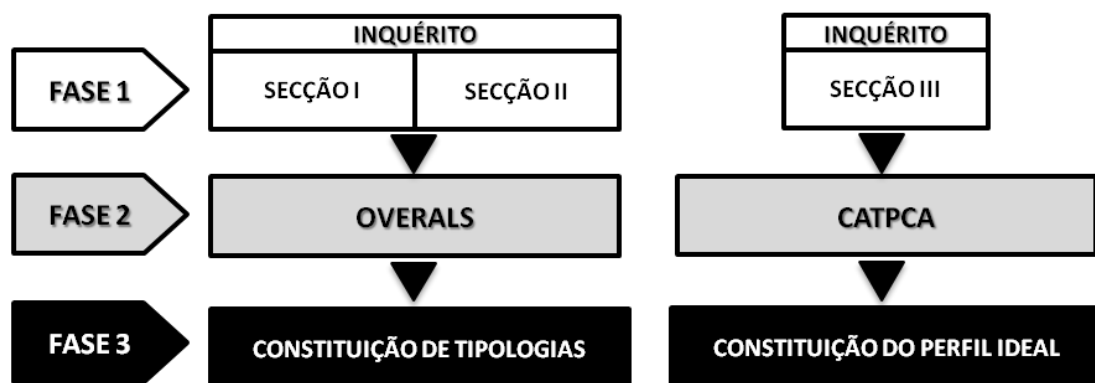 INQUÉRITO
INQUÉRITO
FASE 1
SECÇÃO I
SECÇÃO II
SECÇÃO III
FASE 2
OVERALS
CATPCA
FASE 3
CONSTITUIÇÃO DE TIPOLOGIAS
CONSTITUIÇÃO DO PERFIL IDEAL